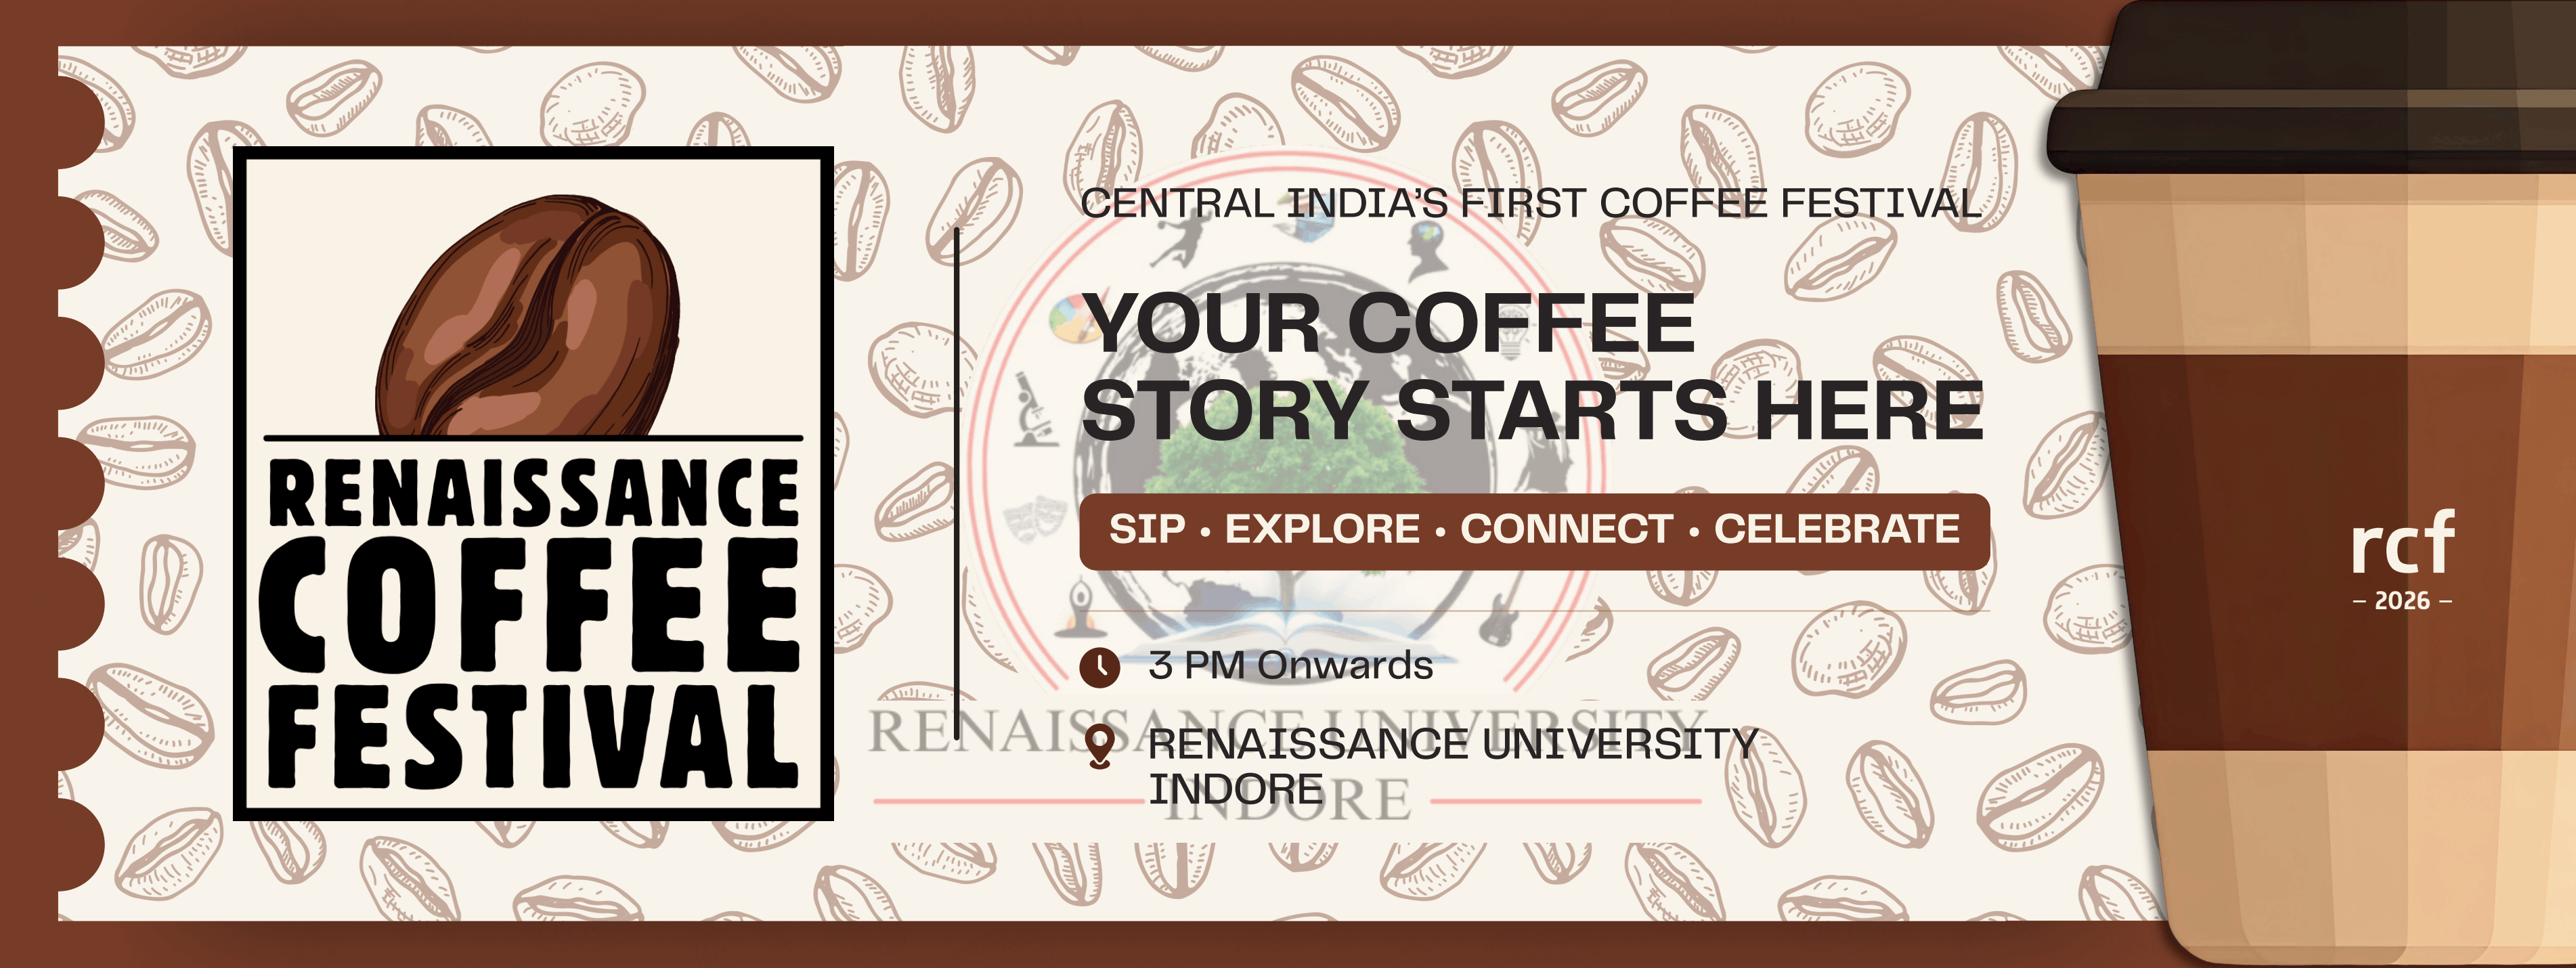 RENAISSANCE
COFFEE
FESTIVAL
CENTRAL INDIA'S FIRST COFFEE FESTIVAL
YOUR COFFEE
STORY STARTS HERE
SIP • EXPLORE • CONNECT • CELEBRATE
3 PM Onwards
RENAISSANCE UNIVERSITY
INDORE
RENAISSANCE UNIVERSITY
INDORE
rcf
– 2026 –